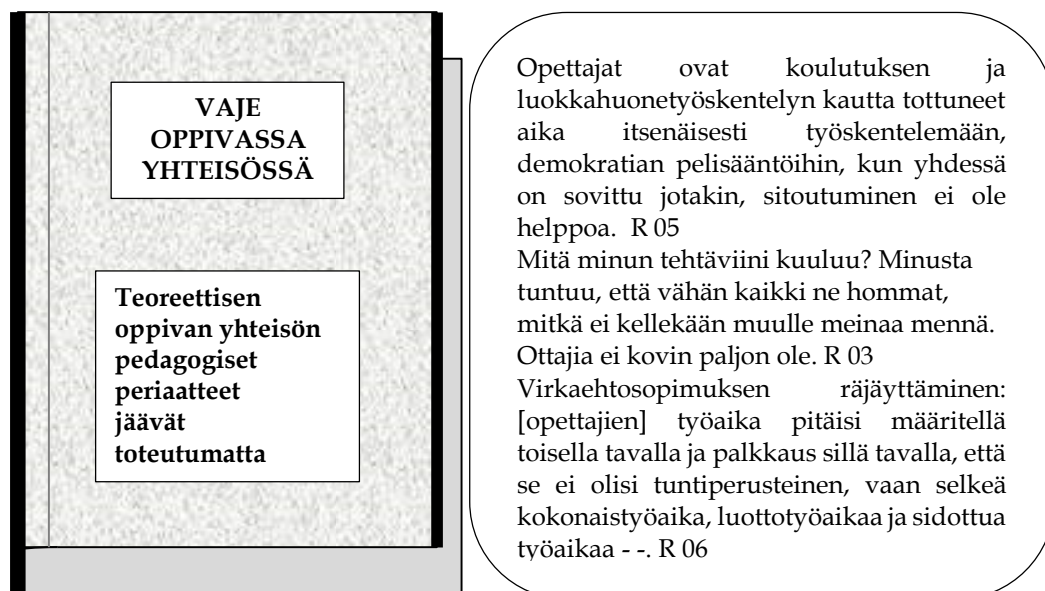 VAJE
OPPIVASSA
YHTEISÖSSÄ
Teoreettisen
oppivan yhteisön
pedagogiset
periaatteet
jäävät
toteutumatta
Opettajat ovat koulutuksen ja
luokkahuonetyöskentelyn kautta tottuneet
aika itsenäisesti työskentelemään,
demokratian pelisääntöihin, kun yhdessä
on sovittu jotakin, sitoutuminen ei ole
helppoa. R 05
Mitä minun tehtäviini kuuluu? Minusta
tuntuu, että vähän kaikki ne hommat,
mitkä ei kellekään muulle meinaa mennä.
Ottajia ei kovin paljon ole. R 03
Virkaehtosopimuksen räjäyttäminen:
[opettajien] työaika pitäisi määritellä
toisella tavalla ja palkkaus sillä tavalla, että
se ei olisi tuntiperusteinen, vaan selkeä
kokonaistyöaika, luottotyöaikaa ja sidottua
työaikaa - -. R 06